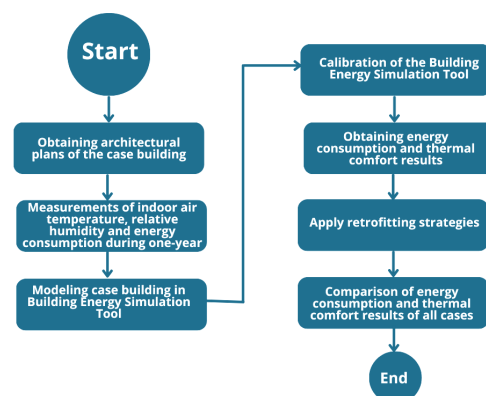 Start
Obtaining architectural
plans of the case building
Measurements of indoor air
temperature, relative
humidity and energy
consumption during one-year
Modeling case building in
Building Energy Simulation
Tool
Calibration of the Building
Energy Simulation Tool
Obtaining energy
consumption and thermal
comfort results
Apply retrofitting strategies
Comparison of energy
consumption and thermal
comfort results of all cases
End